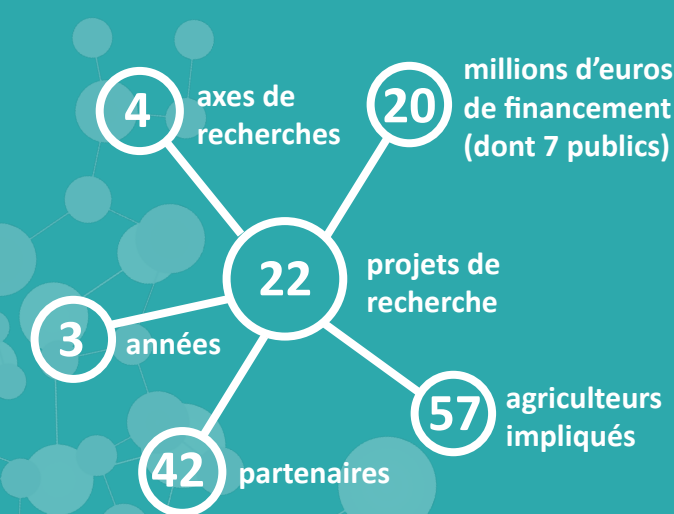 4
axes de
recherches
20
millions d’euros
de financement
(dont 7 publics)
22
projets de
recherche
3
années
57
agriculteurs
impliqués
42
partenaires